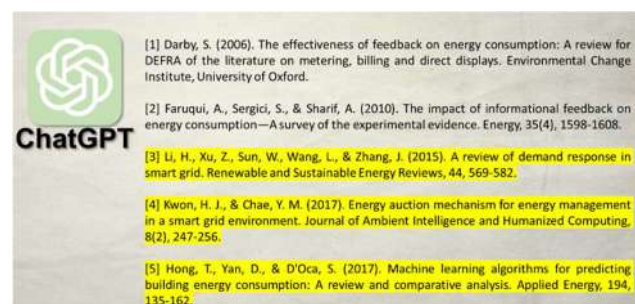 [1] Darby, S. (2006). The effectiveness of feedback on energy consumption: A review for
DEFRA of the literature on metering, billing and direct displays. Environmental Change
Institute, University of Oxford.
[2] Faruqui, A., Sergici, S., & Sharif, A. (2010). The impact of informational feedback on
energy consumption—A survey of the experimental evidence. Energy, 35(4), 1598-1608.
ChatGPT
[3] Li, H., Xu, Z., Sun, W., Wang, L., & Zhang, J. (2015). A review of demand response in
smart grid. Renewable and Sustainable Energy Reviews, 44, 569-582.
[4] Kwon, H. J., & Chae, Y. M. (2017). Energy auction mechanism for energy management
in a smart grid environment. Journal of Ambient Intelligence and Humanized Computing,
8(2), 247-256.
[5] Hong, T., Yan, D., & D'Oca, S. (2017). Machine learning algorithms for predicting
building energy consumption: A review and comparative analysis. Applied Energy, 194,
135-162.